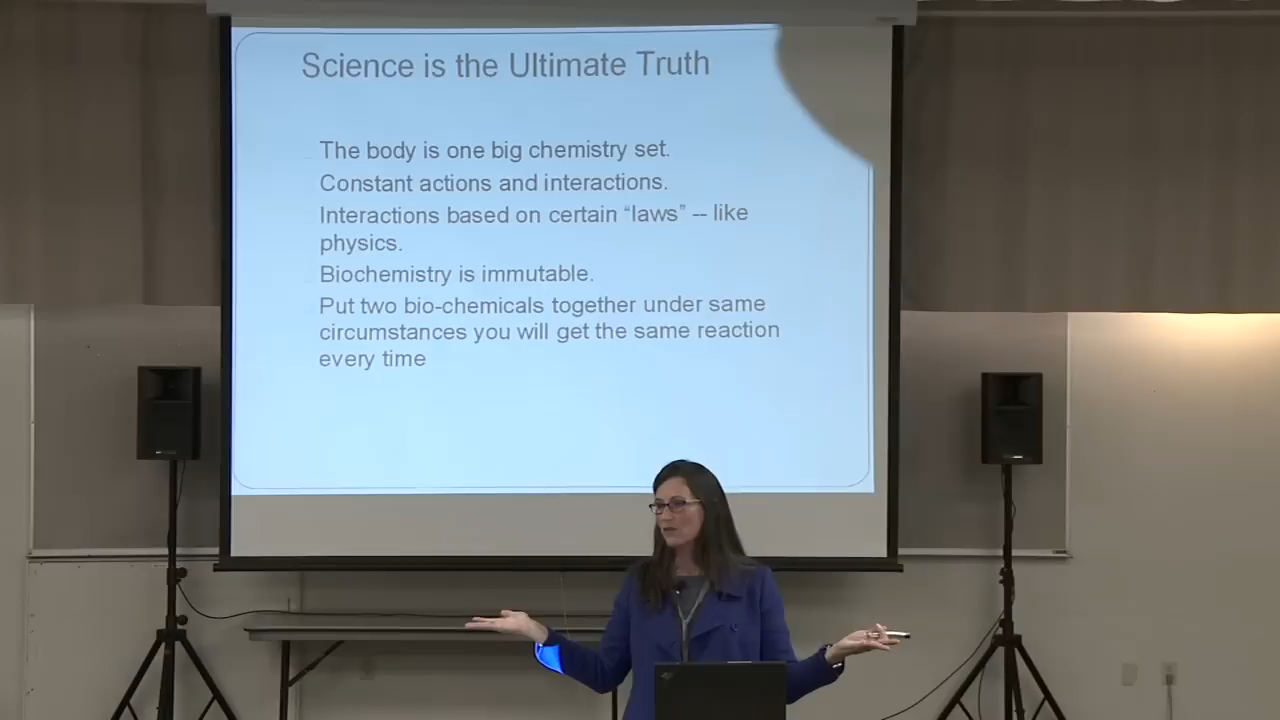 Science is the Ultimate Truth
The body is one big chemistry set.
Constant actions and interactions.
Interactions based on certain “laws” -- like
physics.
Biochemistry is immutable.
Put two bio-chemicals together under same
circumstances you will get the same reaction
every time